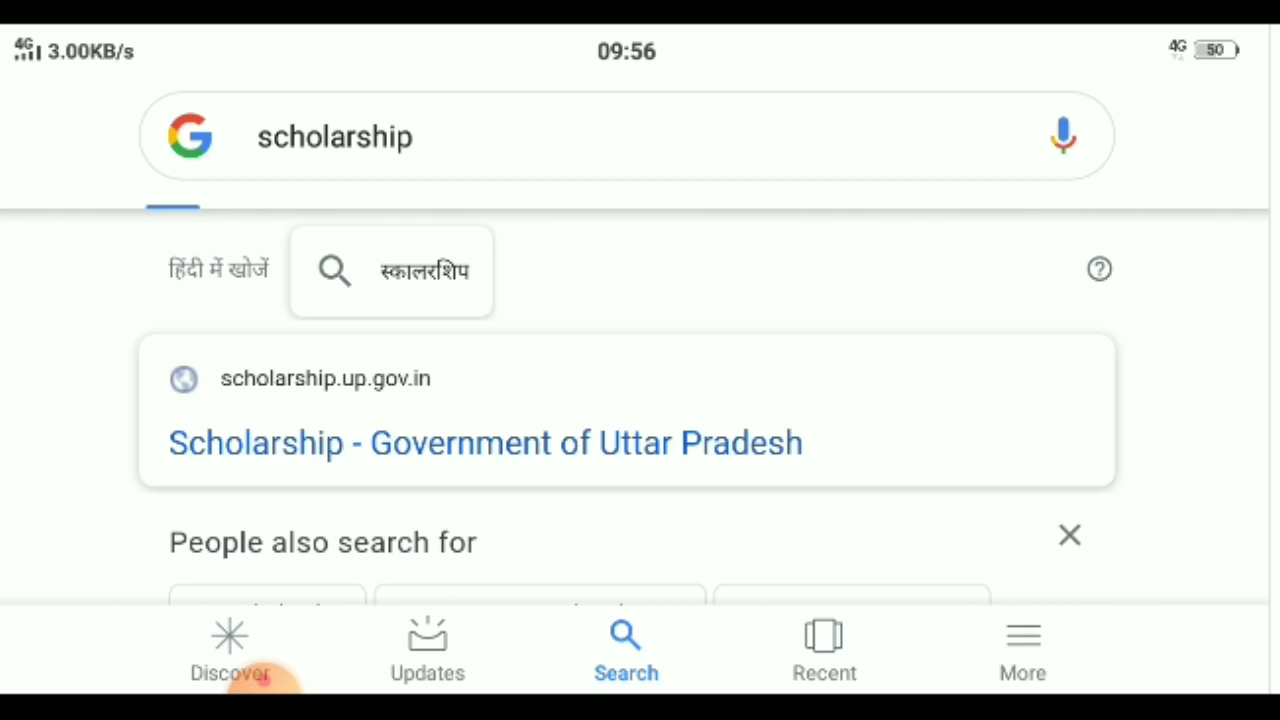 4G 3.00KB/s 09:56 4G 50
scholarship
हिंदी में खोजें स्कालरशिप
scholarship.up.gov.in
Scholarship - Government of Uttar Pradesh
People also search for
Discover Updates Search Recent More